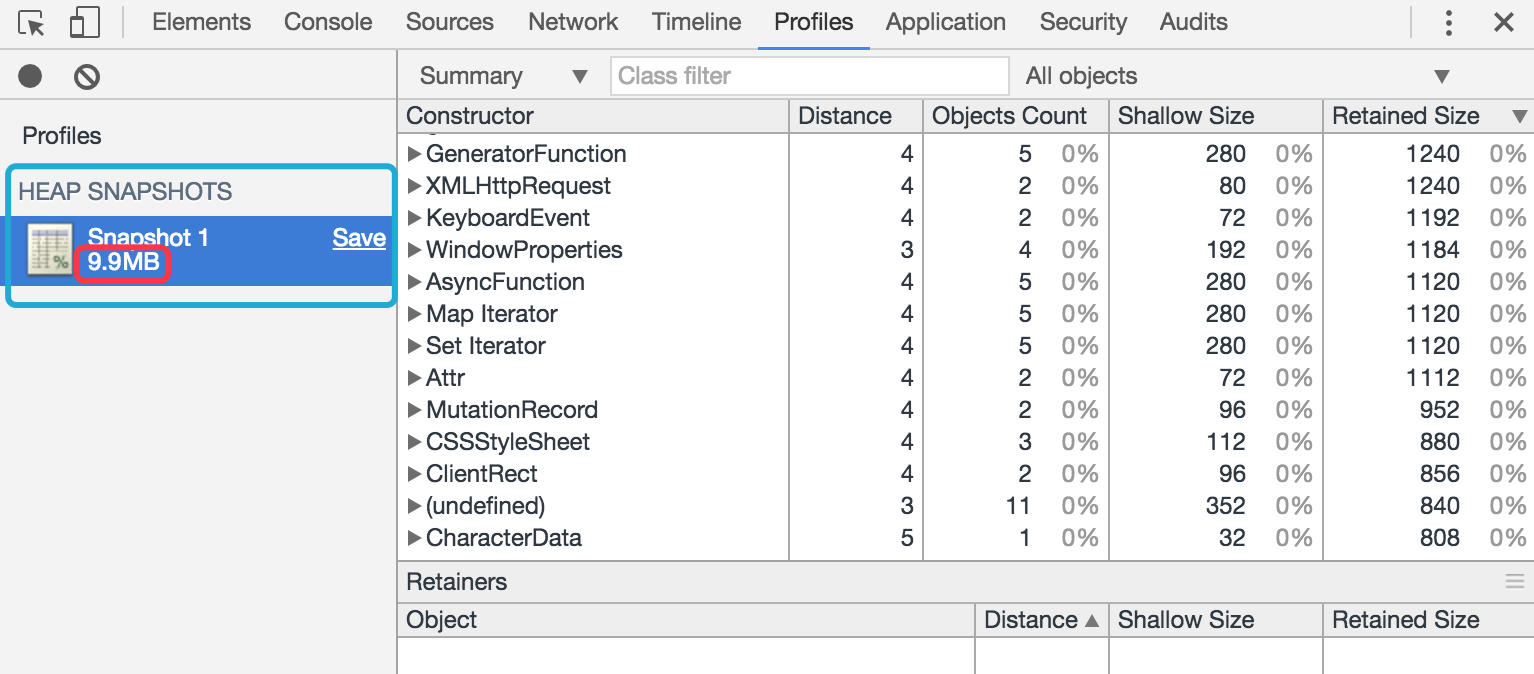 Elements Console Sources Network Timeline Profiles Application Security Audits
Summary Class filter All objects
Profiles
HEAP SNAPSHOTS
Snapshot 1 Save
9.9MB
%
Constructor Distance Objects Count Shallow Size Retained Size
GeneratorFunction 4 5 0% 280 0% 1240 0%
XMLHttpRequest 4 2 0% 80 0% 1240 0%
KeyboardEvent 4 2 0% 72 0% 1192 0%
WindowProperties 3 4 0% 192 0% 1184 0%
AsyncFunction 4 5 0% 280 0% 1120 0%
Map Iterator 4 5 0% 280 0% 1120 0%
Set Iterator 4 5 0% 280 0% 1120 0%
Attr 4 2 0% 72 0% 1112 0%
MutationRecord 4 2 0% 96 0% 952 0%
CSSStyleSheet 4 3 0% 112 0% 880 0%
ClientRect 4 2 0% 96 0% 856 0%
(undefined) 3 11 0% 352 0% 840 0%
CharacterData 5 1 0% 32 0% 808 0%
Retainers
Object Distance Shallow Size Retained Size